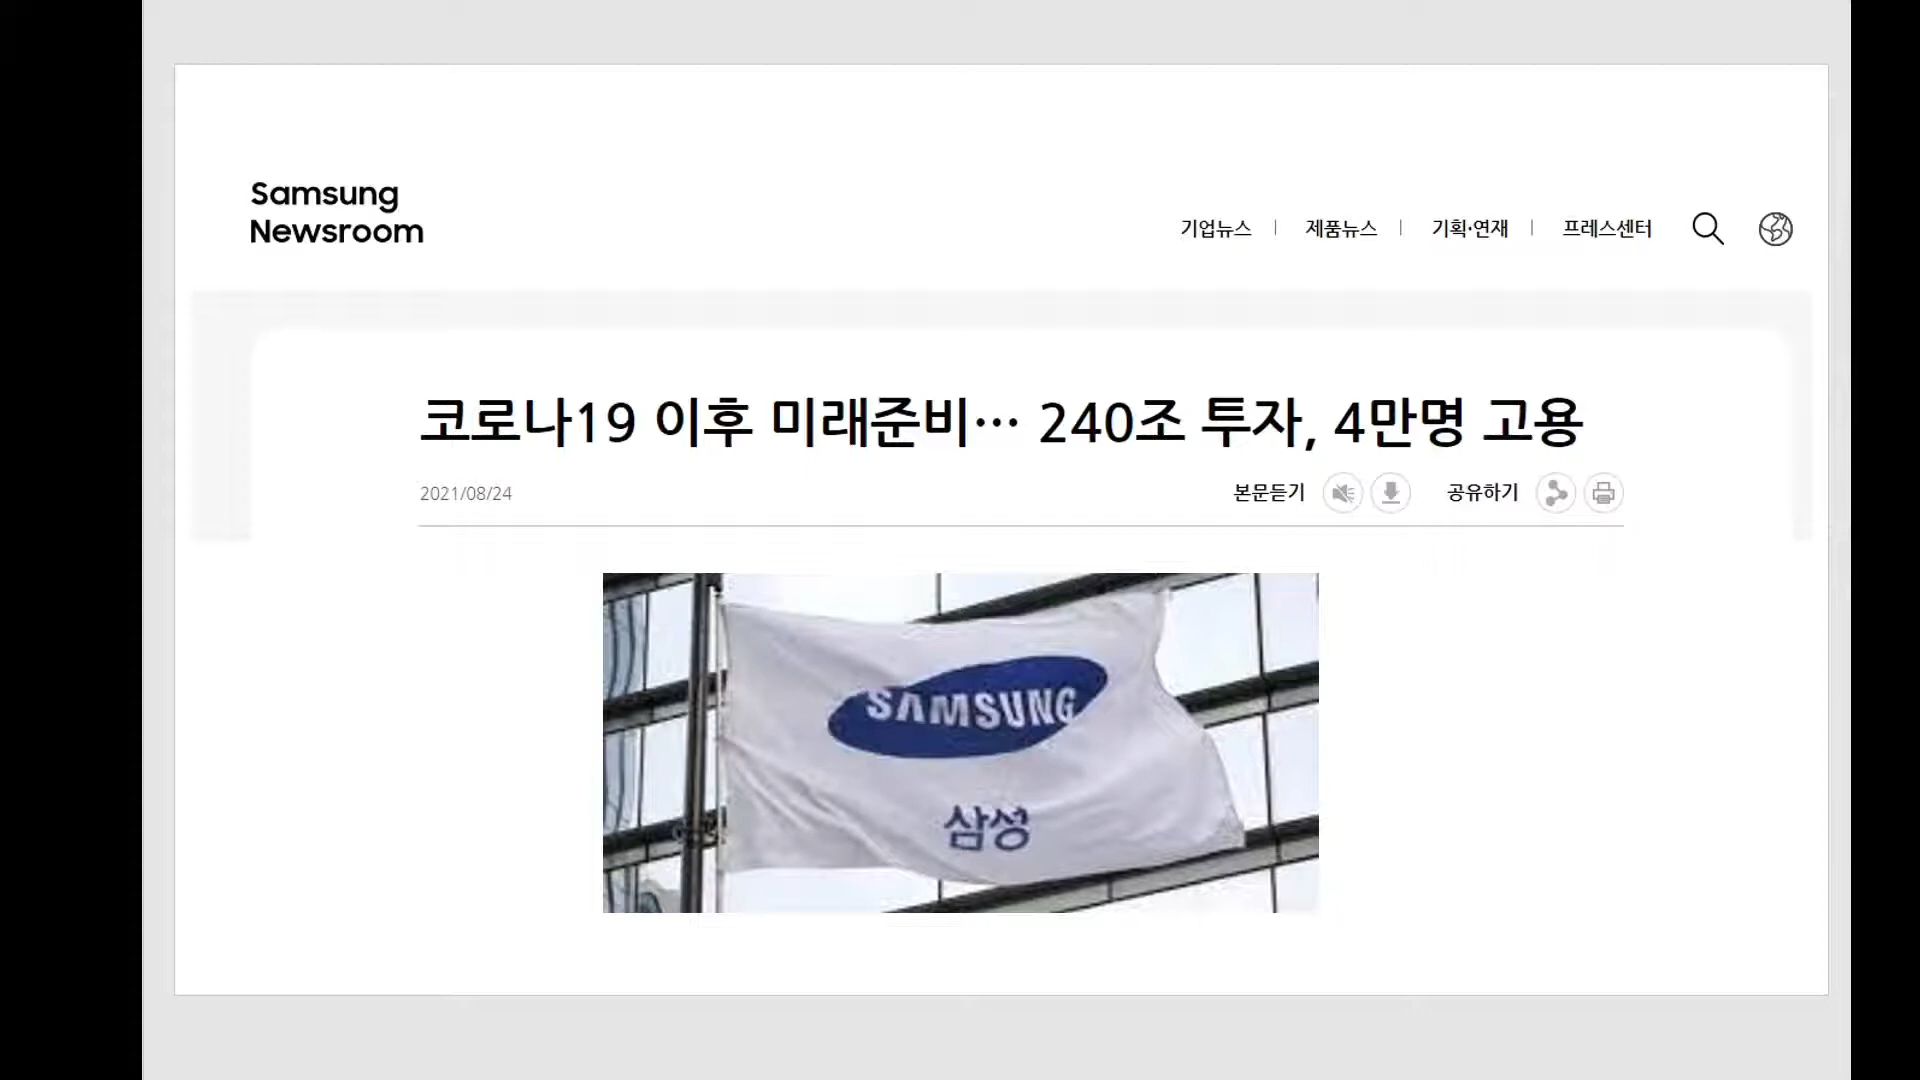 Samsung
Newsroom
기업뉴스
제품뉴스
기획·연재
프레스센터
코로나19 이후 미래준비… 240조 투자, 4만명 고용
2021/08/24
본문듣기
공유하기
SAMSUNG
삼성